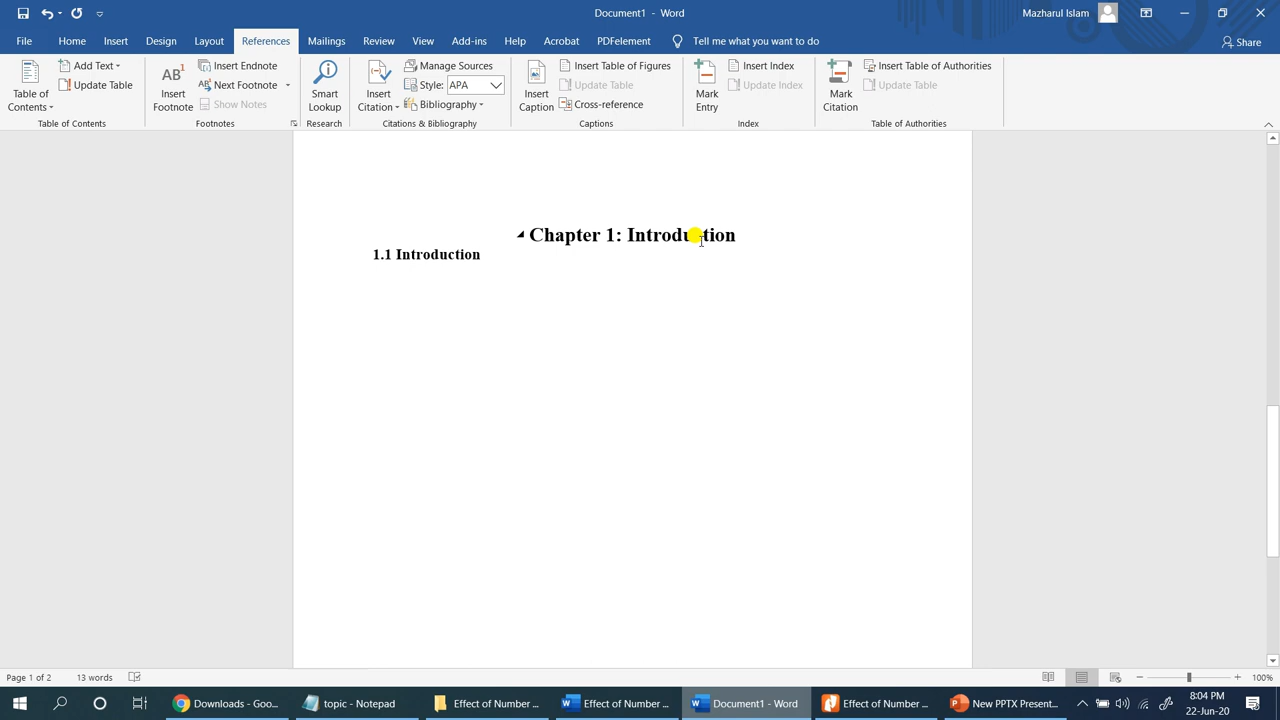 Document1 - Word
Mazharul Islam
File Home Insert Design Layout References Mailings Review View Add-ins Help Acrobat PDFelement Tell me what you want to do Share
Table of Contents
Add Text
Update Table
Table of Contents
AB1 Insert Footnote
Insert Endnote
Next Footnote
Show Notes
Footnotes
Smart Lookup
Research
Insert Citation
Manage Sources
Style: APA
Bibliography
Citations & Bibliography
Insert Caption
Insert Table of Figures
Update Table
Cross-reference
Captions
Mark Entry
Insert Index
Update Index
Index
Mark Citation
Insert Table of Authorities
Update Table
Table of Authorities
Chapter 1: Introduction
1.1 Introduction
Page 1 of 2 13 words 100%
Downloads - Goo... topic - Notepad Effect of Number ... Effect of Number ... Document1 - Word Effect of Number ... New PPTX Present...
8:04 PM
22-Jun-20